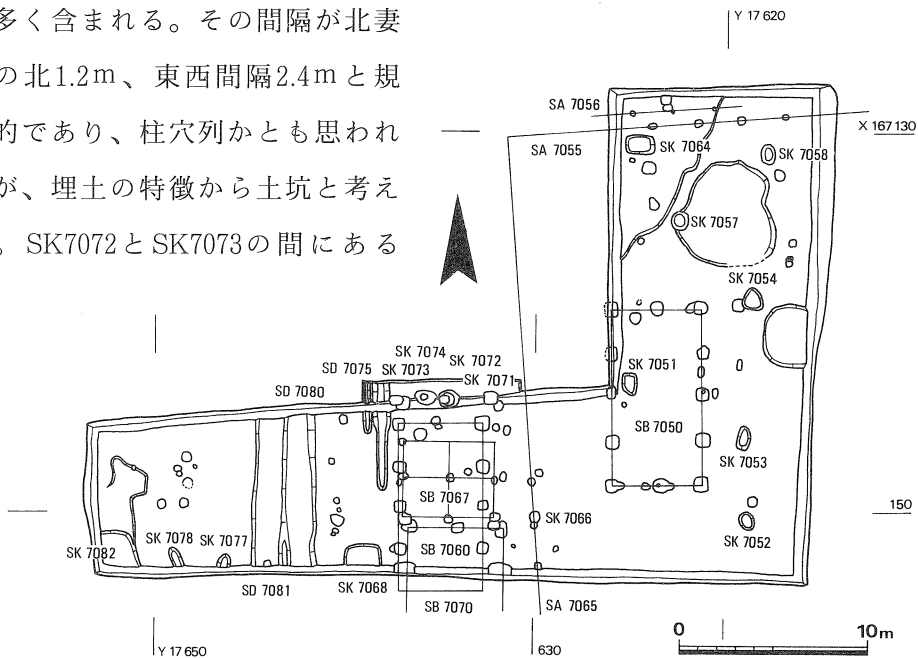 多く含まれる。その間隔が北妻
の北1.2m、東西間隔2.4mと規
的であり、柱穴列かとも思われ
が、埋土の特徴から土坑と考え
。SK7072とSK7073の間にある
Y 17 620
SA 7056
X 167 130
SA 7055
SK 7064
SK 7058
SK 7057
SK 7054
SK 7074
SK 7072
SD 7075
SK 7073
SK 7071
SK 7051
SD 7080
SB 7050
SK 7053
SB 7067
SK 7066
150
SK 7052
SK 7078
SK 7077
SK 7082
SB 7060
SD 7081
SK 7068
SB 7070
SA 7065
0
10m
Y 17 650
630